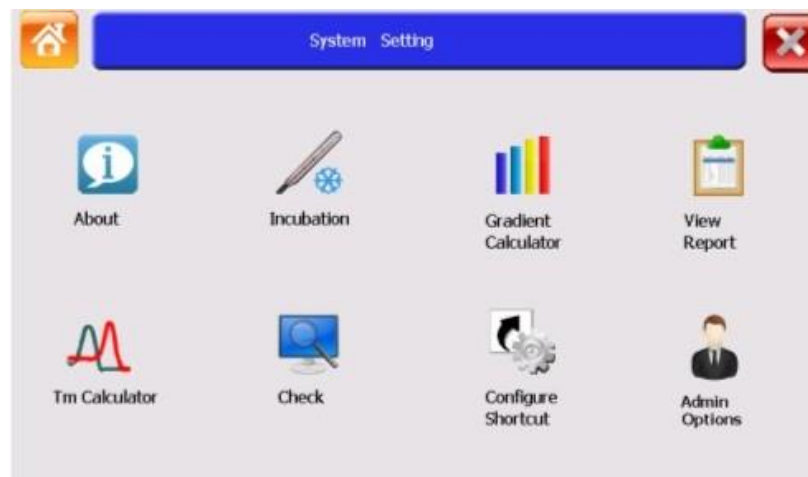 System Setting
About
Incubation
Gradient
Calculator
View
Report
Tm Calculator
Check
Configure
Shortcut
Admin
Options